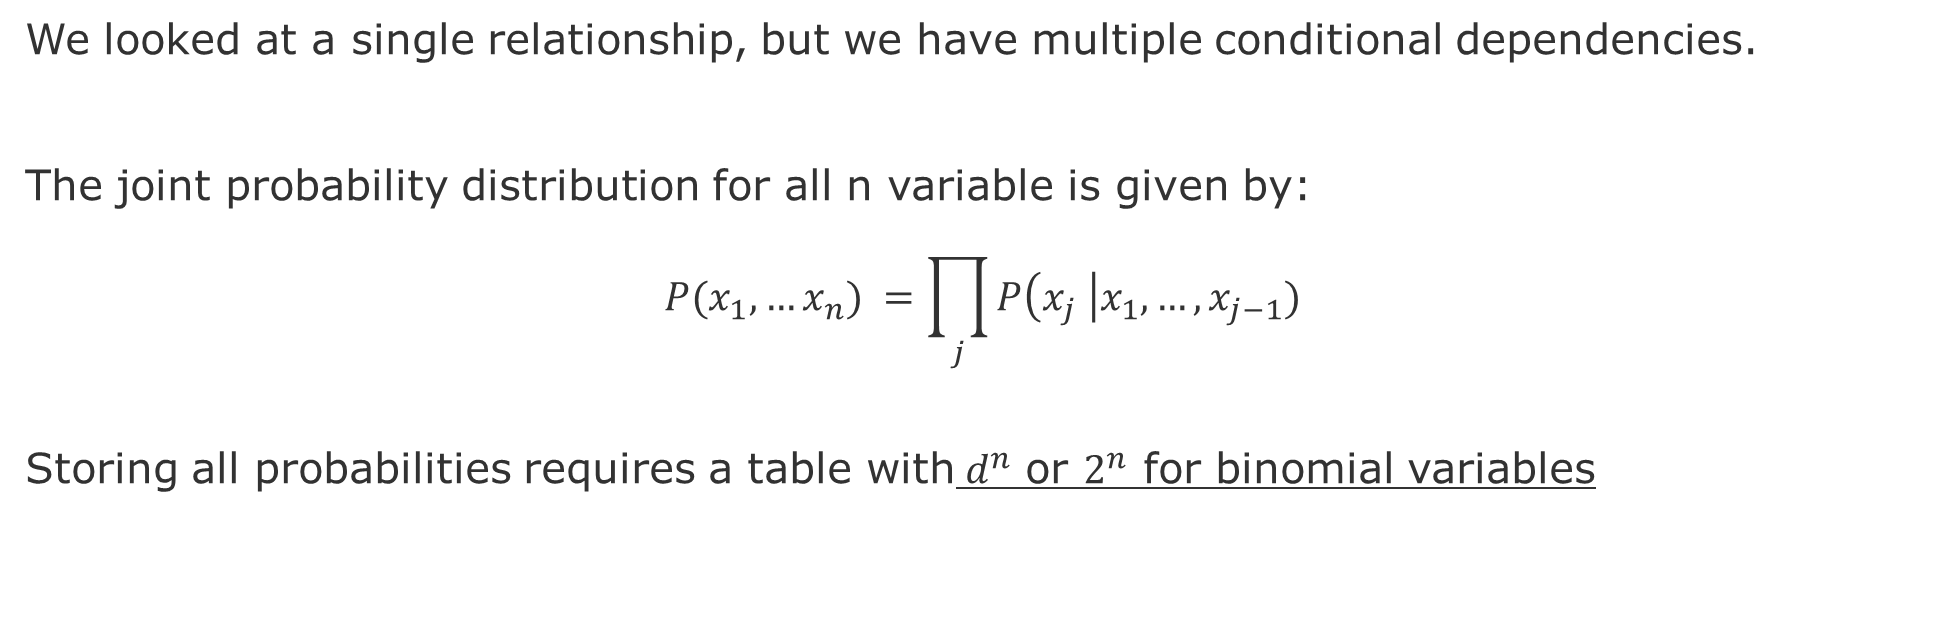 We looked at a single relationship, but we have multiple conditional dependencies.
The joint probability distribution for all n variable is given by:
P(x₁, … xₙ) = ∏ⱼ P(xⱼ |x₁, … , xⱼ₋₁)
Storing all probabilities requires a table with dⁿ or 2ⁿ for binomial variables